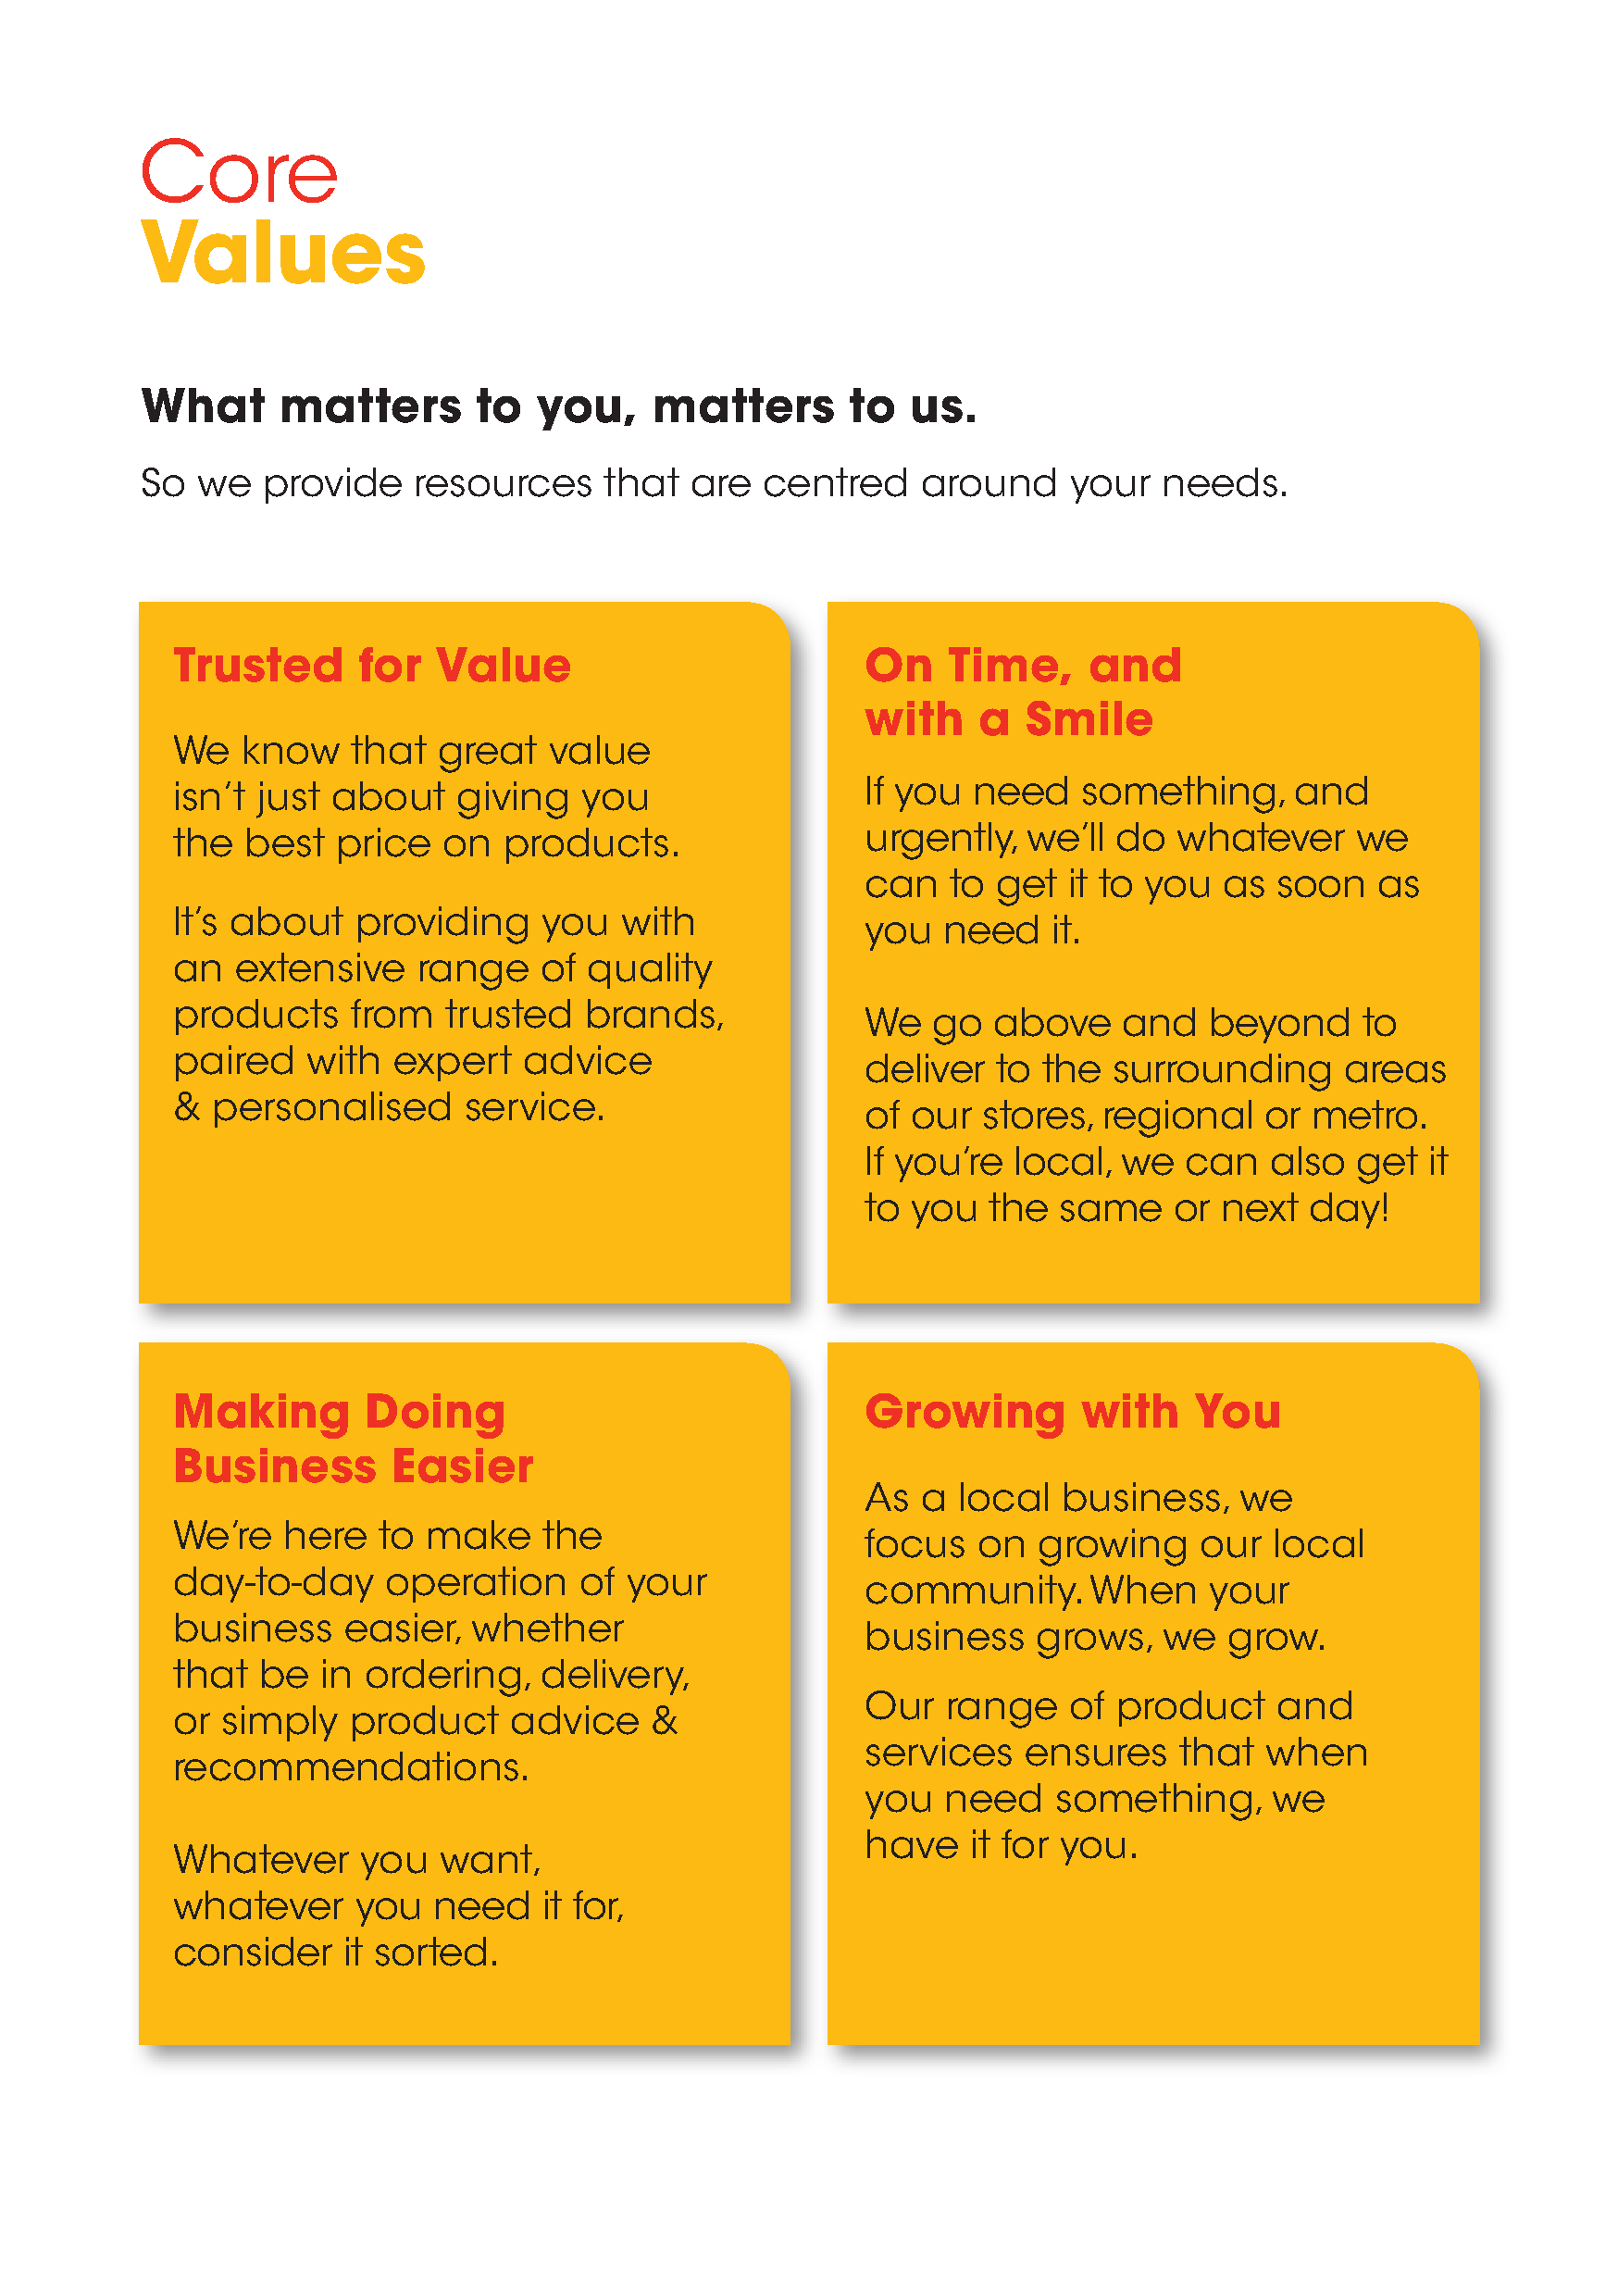 Core
Values
What matters to you, matters to us.
So we provide resources that are centred around your needs.
Trusted for Value
We know that great value
isn’t just about giving you
the best price on products.
It’s about providing you with
an extensive range of quality
products from trusted brands,
paired with expert advice
& personalised service.
On Time, and
with a Smile
If you need something, and
urgently, we’ll do whatever we
can to get it to you as soon as
you need it.
We go above and beyond to
deliver to the surrounding areas
of our stores, regional or metro.
If you’re local, we can also get it
to you the same or next day!
Making Doing
Business Easier
We’re here to make the
day-to-day operation of your
business easier, whether
that be in ordering, delivery,
or simply product advice &
recommendations.
Whatever you want,
whatever you need it for,
consider it sorted.
Growing with You
As a local business, we
focus on growing our local
community. When your
business grows, we grow.
Our range of product and
services ensures that when
you need something, we
have it for you.